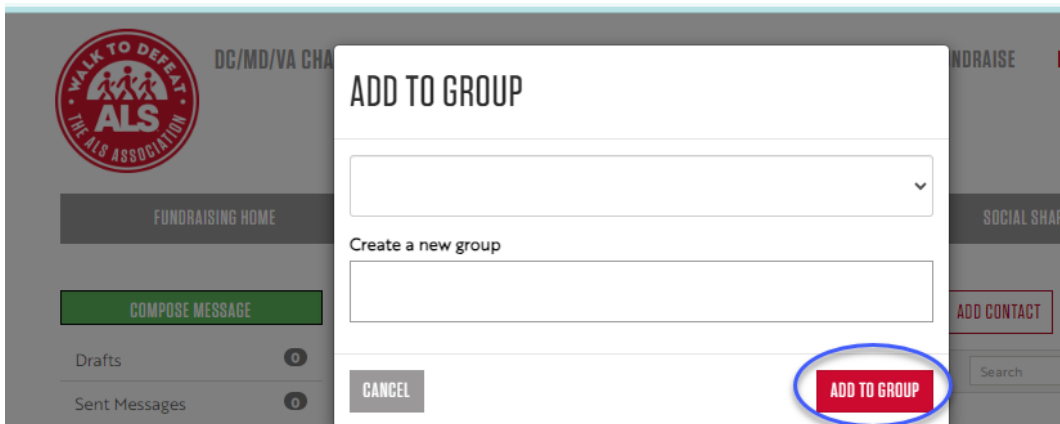 WALK TO DEFEAT
ALS
THE ALS ASSOCIATION
DC/MD/VA CHA
NDRAISE
ADD TO GROUP
FUNDRAISING HOME
SOCIAL SHAR
Create a new group
COMPOSE MESSAGE
ADD CONTACT
Drafts 0
Search
CANCEL
ADD TO GROUP
Sent Messages 0